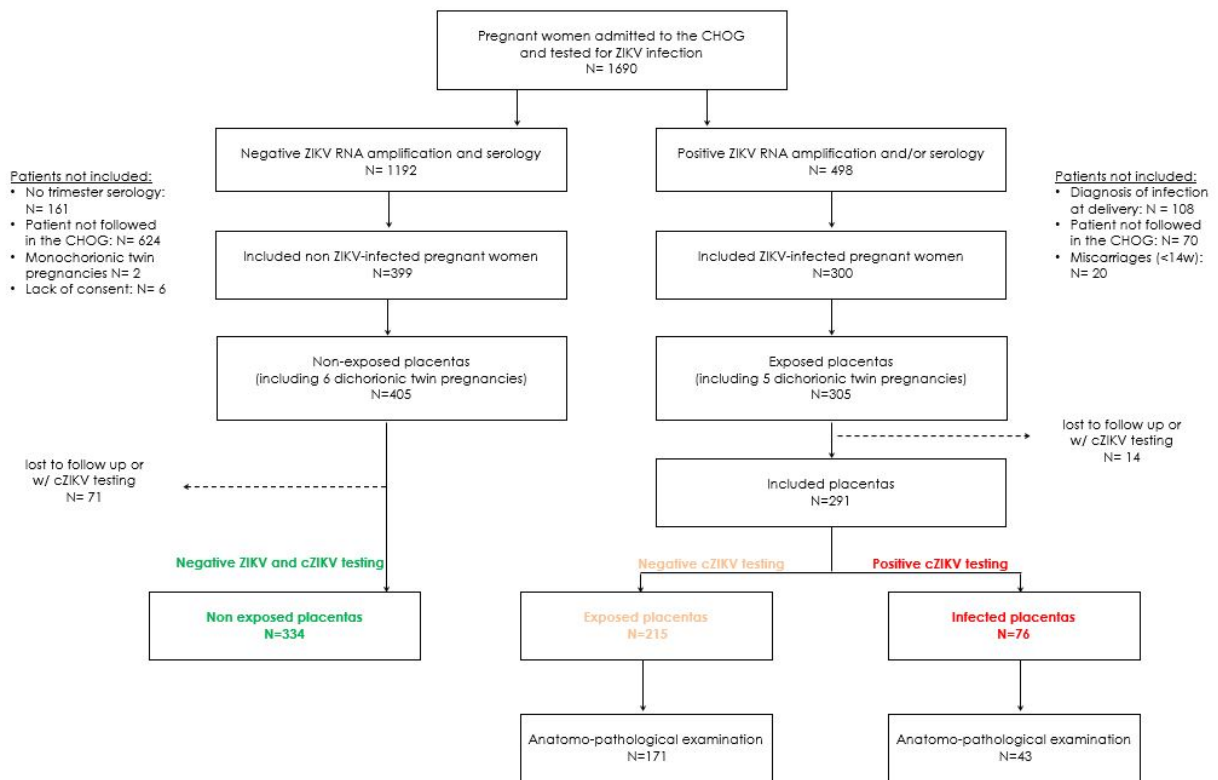 Pregnant women admitted to the CHOG
and tested for ZIKV infection
N= 1690
Negative ZIKV RNA amplification and serology
N= 1192
Positive ZIKV RNA amplification and/or serology
N= 498
Patients not included:
• No trimester serology:
N= 161
• Patient not followed
in the CHOG: N= 624
• Monochorionic twin
pregnancies N= 2
• Lack of consent: N= 6
Patients not included:
• Diagnosis of infection
at delivery: N = 108
• Patient not followed
in the CHOG: N= 70
• Miscarriages (<14w):
N= 20
Included non ZIKV-infected pregnant women
N=399
Included ZIKV-infected pregnant women
N=300
Non-exposed placentas
(including 6 dichorionic twin pregnancies)
N=405
Exposed placentas
(including 5 dichorionic twin pregnancies)
N=305
lost to follow up or
w/ cZIKV testing
N= 14
lost to follow up or
w/ cZIKV testing
N= 71
Included placentas
N=291
Negative ZIKV and cZIKV testing
Negative cZIKV testing
Positive cZIKV testing
Non exposed placentas
N=334
Exposed placentas
N=215
Infected placentas
N=76
Anatomo-pathological examination
N=171
Anatomo-pathological examination
N=43